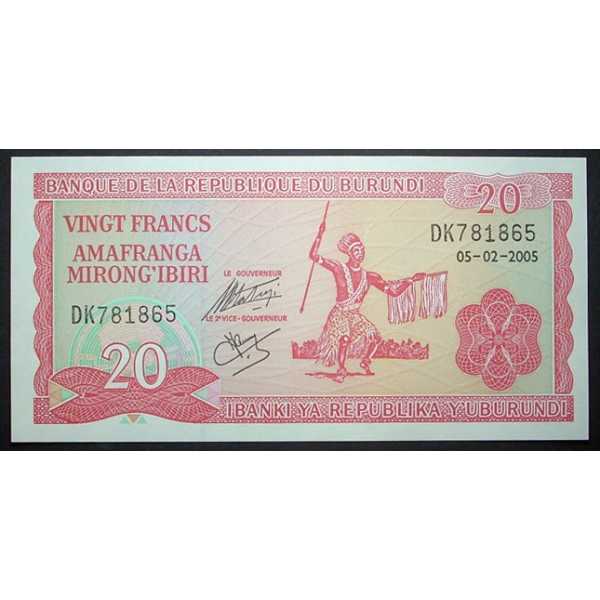 BANQUE DE LA REPUBLIQUE DU BURUNDI
20
VINGT FRANCS
AMAFRANGA
MIRONG'IBIRI
DK781865
05-02-2005
LE GOUVERNEUR
LE 2e VICE-GOUVERNEUR
DK781865
20
IBANKI YA REPUBLIKA Y'UBURUNDI